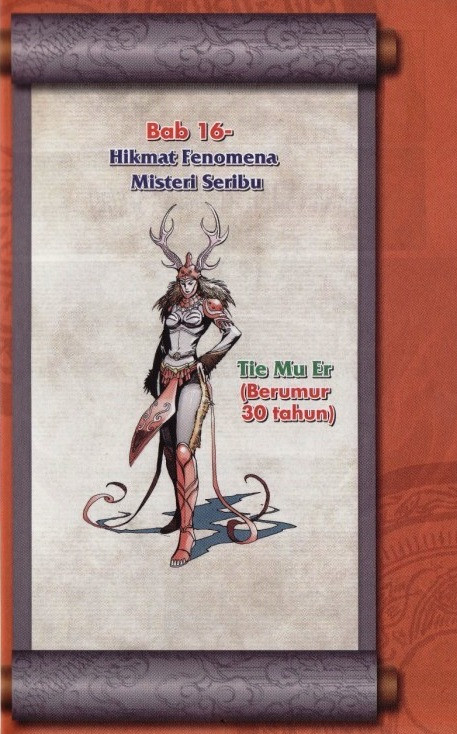 Bab 16-
Hikmat Fenomena
Misteri Seribu
Tie Mu Er
(Berumur
30 tahun)